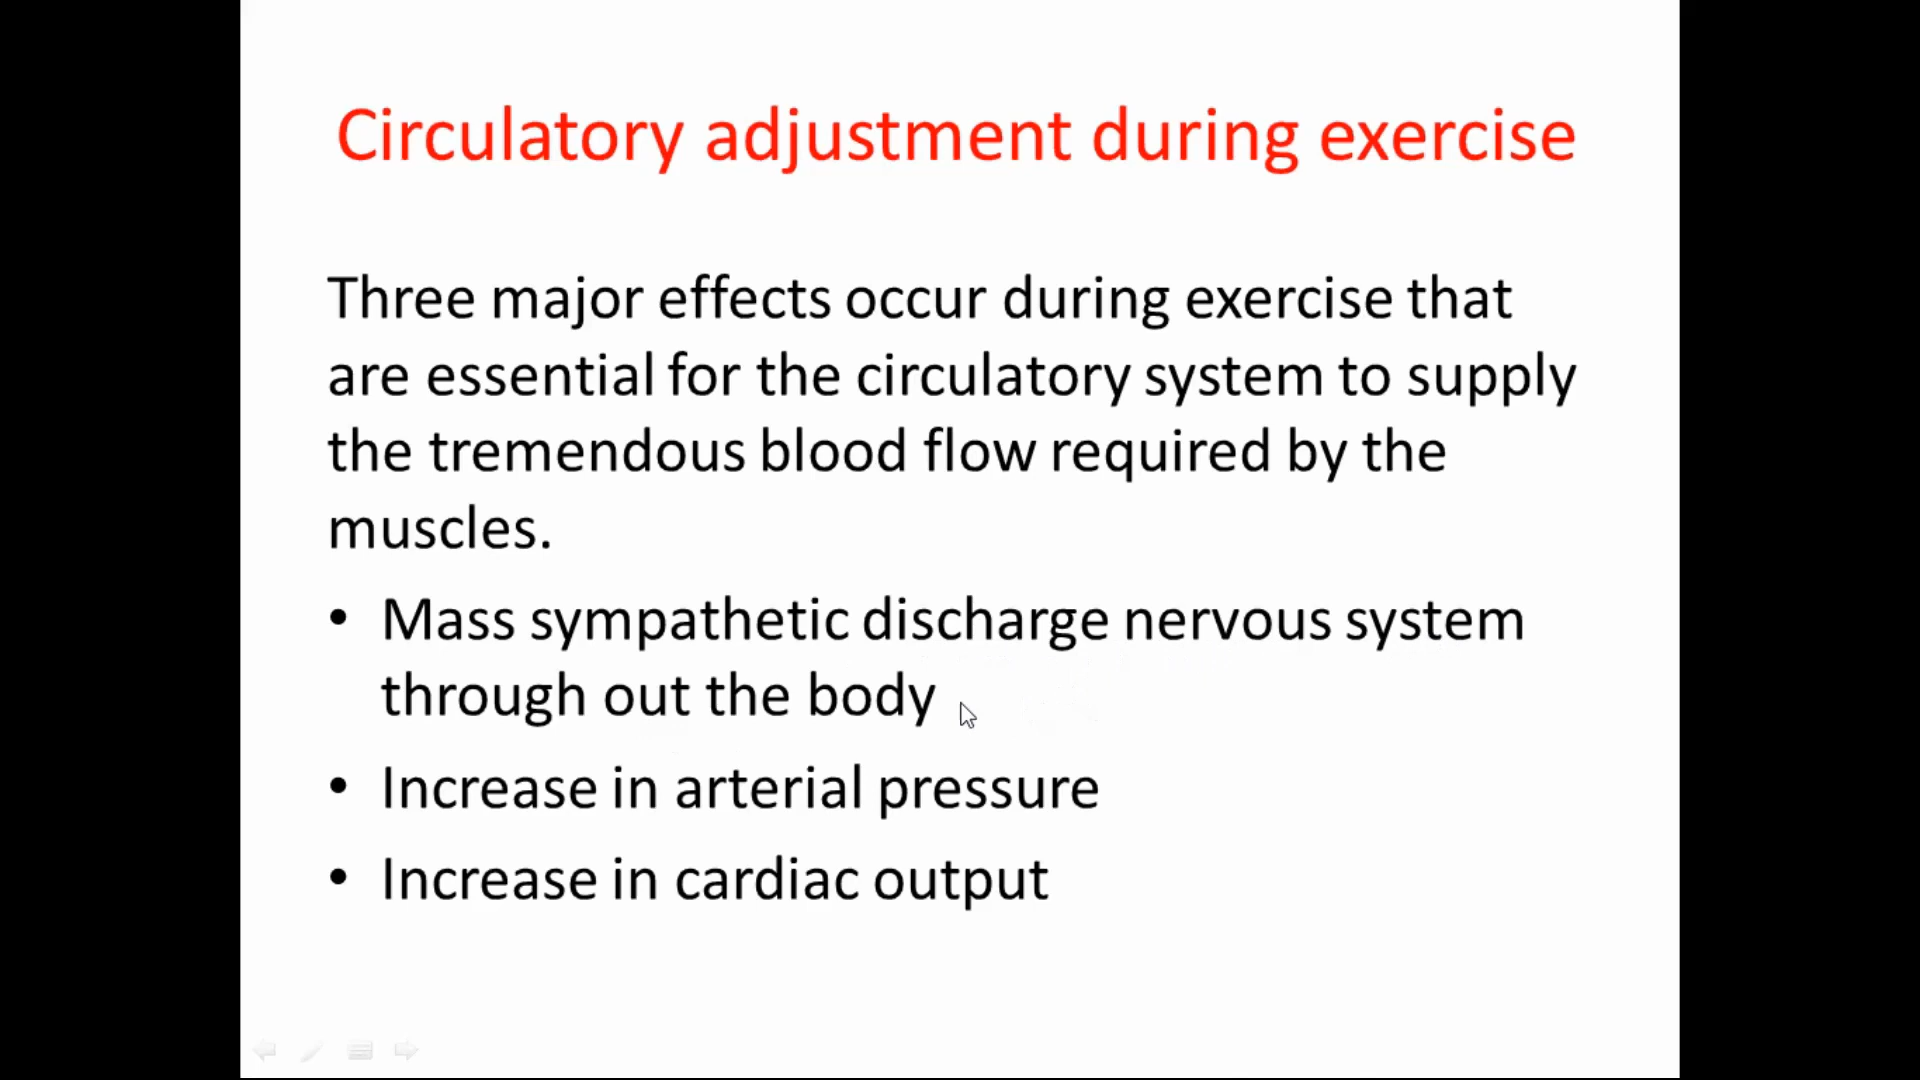 Circulatory adjustment during exercise
Three major effects occur during exercise that
are essential for the circulatory system to supply
the tremendous blood flow required by the
muscles.
• Mass sympathetic discharge nervous system
through out the body
• Increase in arterial pressure
• Increase in cardiac output